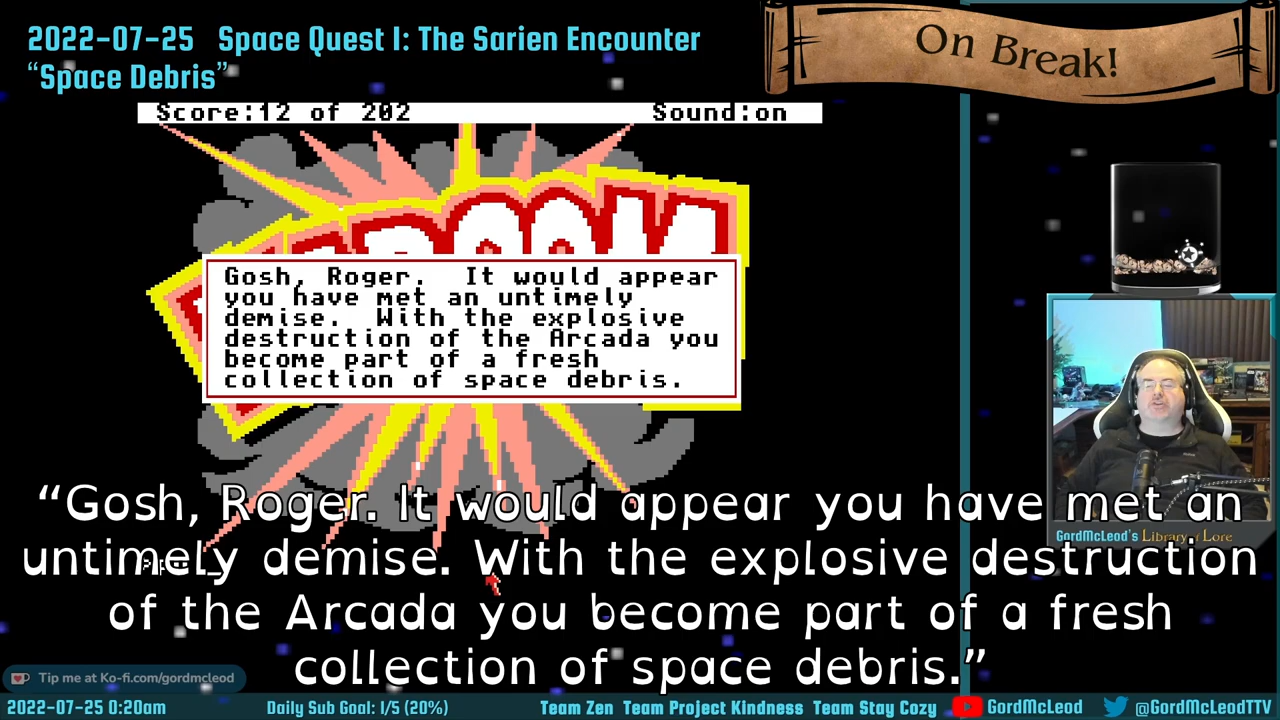 2022-07-25 Space Quest I: The Sarien Encounter
“Space Debris”
On Break!
Score:12 of 202 Sound:on
Gosh, Roger. It would appear
you have met an untimely
demise. With the explosive
destruction of the Arcada you
become part of a fresh
collection of space debris.
“Gosh, Roger. It would appear you have met an
untimely demise. With the explosive destruction
of the Arcada you become part of a fresh
collection of space debris.”
GordMcLeod's Library of Lore
Tip me at Ko-fi.com/gordmcleod
2022-07-25 0:20am Daily Sub Goal: 1/5 (20%) Team Zen Team Project Kindness Team Stay Cozy GordMcLeod @GordMcLeodTTV